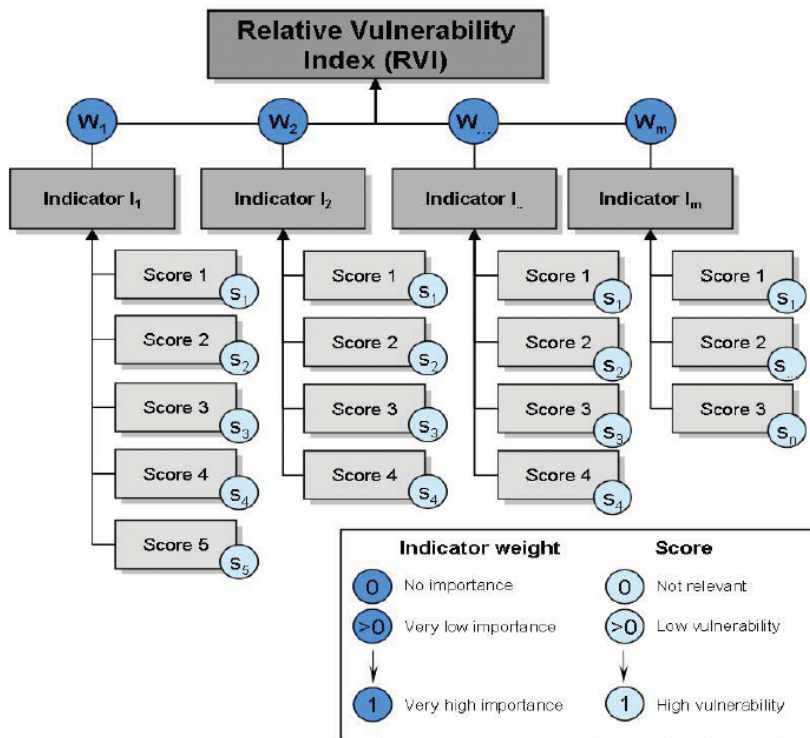 Relative Vulnerability
Index (RVI)
W1 W2 W... Wm
Indicator I1 Indicator I2 Indicator I.. Indicator Im
Score 1 S1 Score 1 S1 Score 1 S1 Score 1 S1
Score 2 S2 Score 2 S2 Score 2 S2 Score 2 S...
Score 3 S3 Score 3 S3 Score 3 S3 Score 3 Sn
Score 4 S4 Score 4 S4 Score 4 S4
Score 5 S5
Indicator weight Score
0 No importance 0 Not relevant
>0 Very low importance >0 Low vulnerability
1 Very high importance 1 High vulnerability